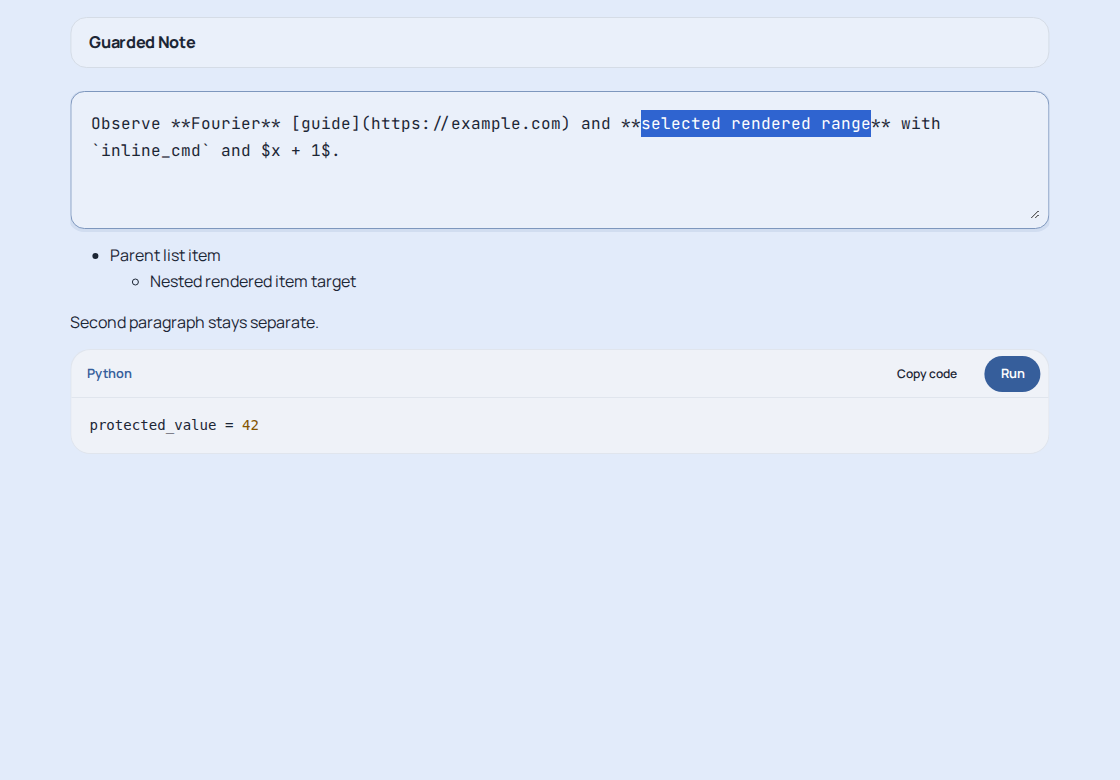 Guarded Note
Observe **Fourier** [guide](https://example.com) and **selected rendered range** with
`inline_cmd` and $x + 1$.
Parent list item
Nested rendered item target
Second paragraph stays separate.
Python
Copy code
Run
protected_value = 42